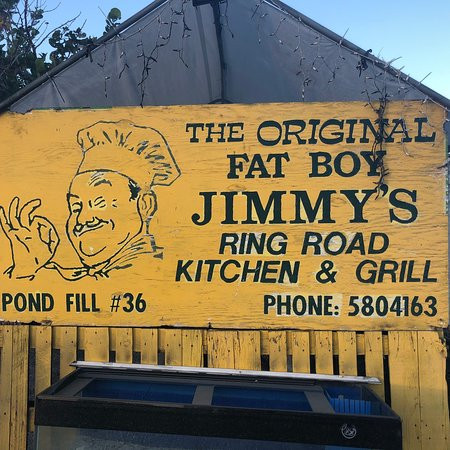 THE ORIGINAL
FAT BOY
JIMMY'S
RING ROAD
KITCHEN & GRILL
POND FILL #36
PHONE: 5804163